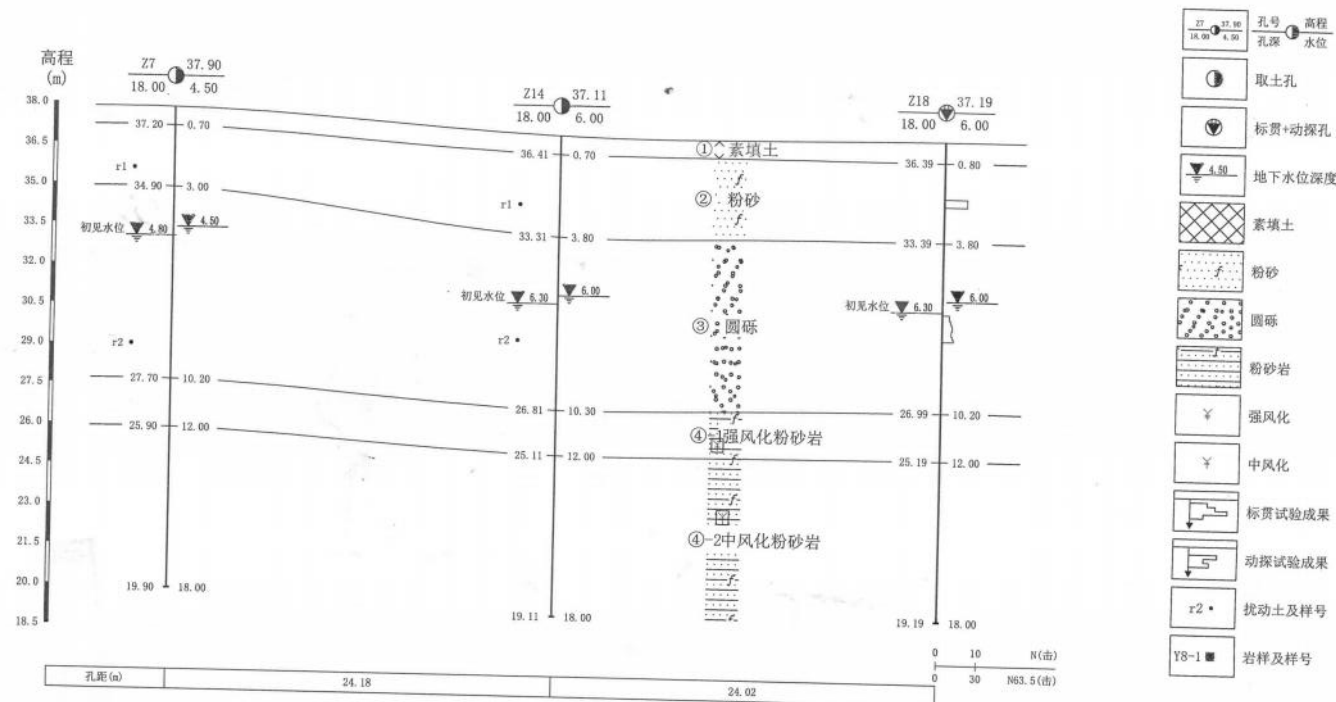 高程
(m)
38.0
36.5
35.0
33.5
32.0
30.5
29.0
27.5
26.0
24.5
23.0
21.5
20.0
18.5
Z7 37.90
18.00 4.50
37.20 0.70
r1
34.90 3.00
初见水位 4.80 4.50
r2
27.70 10.20
25.90 12.00
19.90 18.00
Z14 37.11
18.00 6.00
36.41 0.70
r1
33.31 3.80
初见水位 6.30 6.00
r2
26.81 10.30
25.11 12.00
19.11 18.00
① 素填土
② 粉砂
③ 圆砾
④-1强风化粉砂岩
④-2中风化粉砂岩
Z18 37.19
18.00 6.00
36.39 0.80
33.39 3.80
初见水位 6.30 6.00
26.99 10.20
25.19 12.00
19.19 18.00
0 10 N(击)
0 30 N63.5(击)
孔距(m) 24.18 24.02
Z7 37.90 孔号 高程
18.00 4.50 孔深 水位
取土孔
标贯+动探孔
4.50 地下水位深度
素填土
粉砂
圆砾
粉砂岩
强风化
中风化
标贯试验成果
动探试验成果
r2 扰动土及样号
Y8-1 岩样及样号